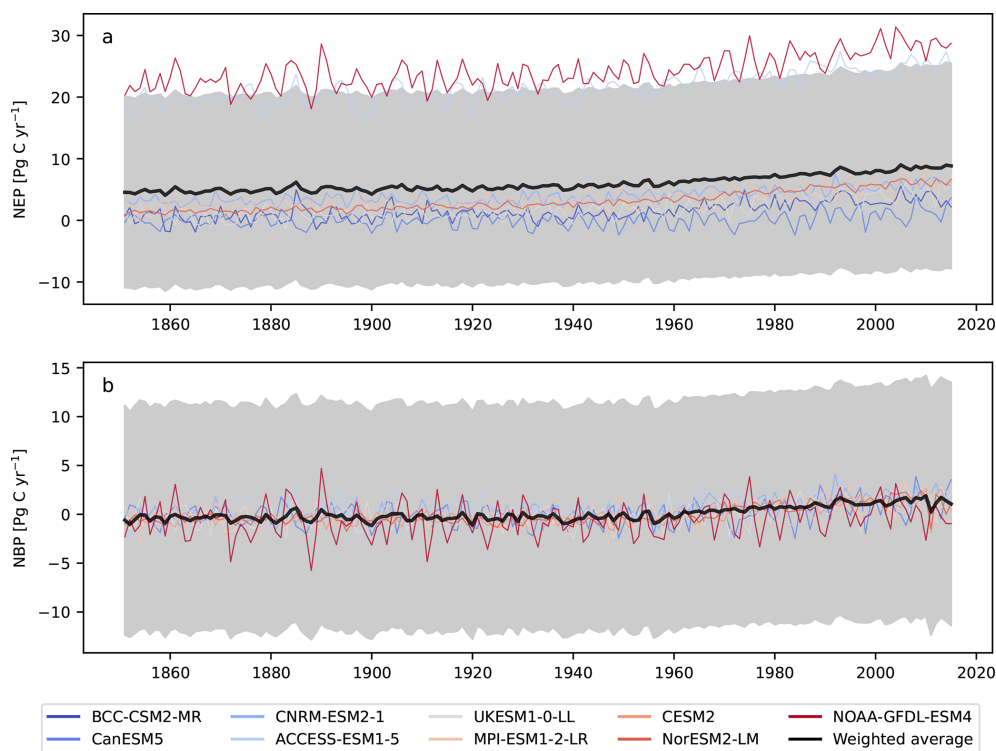 a
NEP [Pg C yr⁻¹]
30
20
10
0
−10
1860 1880 1900 1920 1940 1960 1980 2000 2020
b
NBP [Pg C yr⁻¹]
15
10
5
0
−5
−10
1860 1880 1900 1920 1940 1960 1980 2000 2020
BCC-CSM2-MR CNRM-ESM2-1 UKESM1-0-LL CESM2 NOAA-GFDL-ESM4
CanESM5 ACCESS-ESM1-5 MPI-ESM1-2-LR NorESM2-LM Weighted average